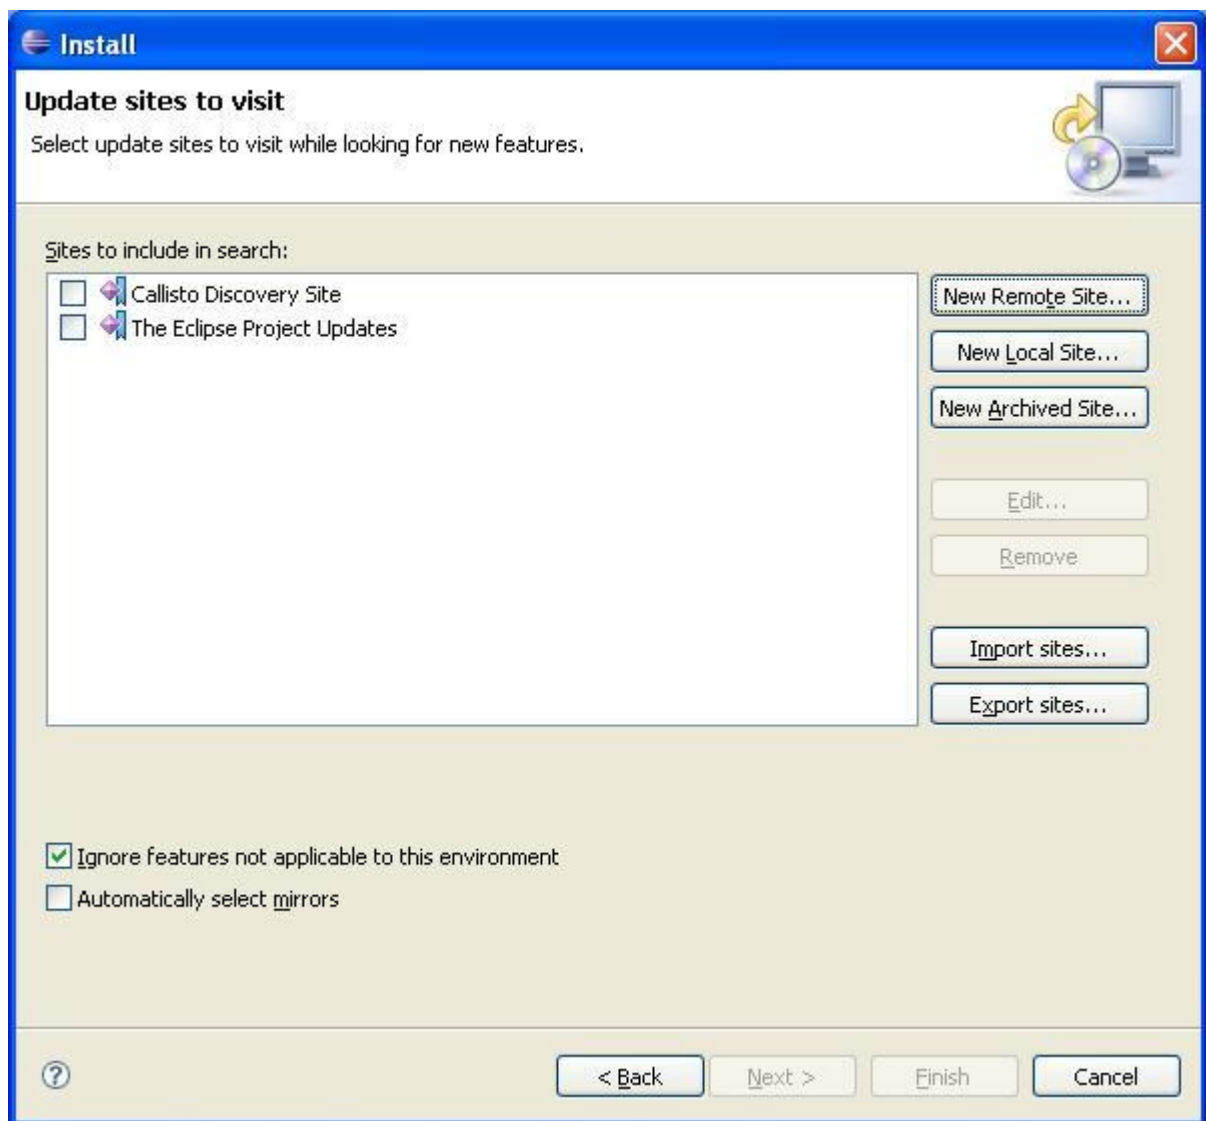 Install
Update sites to visit
Select update sites to visit while looking for new features.
Sites to include in search:
Callisto Discovery Site
The Eclipse Project Updates
New Remote Site...
New Local Site...
New Archived Site...
Edit...
Remove
Import sites...
Export sites...
Ignore features not applicable to this environment
Automatically select mirrors
?
< Back
Next >
Finish
Cancel